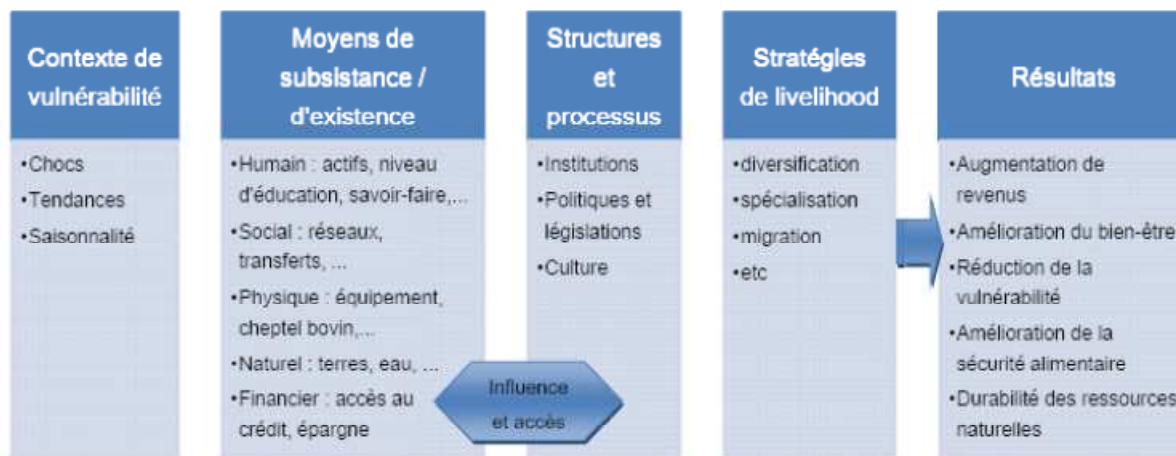 Contexte de
vulnérabilité
•Chocs
•Tendances
•Saisonnalité
Moyens de
subsistance /
d'existence
•Humain : actifs, niveau
d'éducation, savoir-faire,...
•Social : réseaux,
transferts, ...
•Physique : équipement,
cheptel bovin,...
•Naturel : terres, eau, ...
•Financier : accès au
crédit, épargne
Influence
et accès
Structures
et
processus
•Institutions
•Politiques et
législations
•Culture
Stratégles
de livelihood
•diversification
•spécialisation
•migration
•etc
Résultats
•Augmentation de
revenus
•Amélioration du bien-être
•Réduction de la
vulnérabilité
•Amélioration de la
sécurité alimentaire
•Durabilité des ressources
naturelles